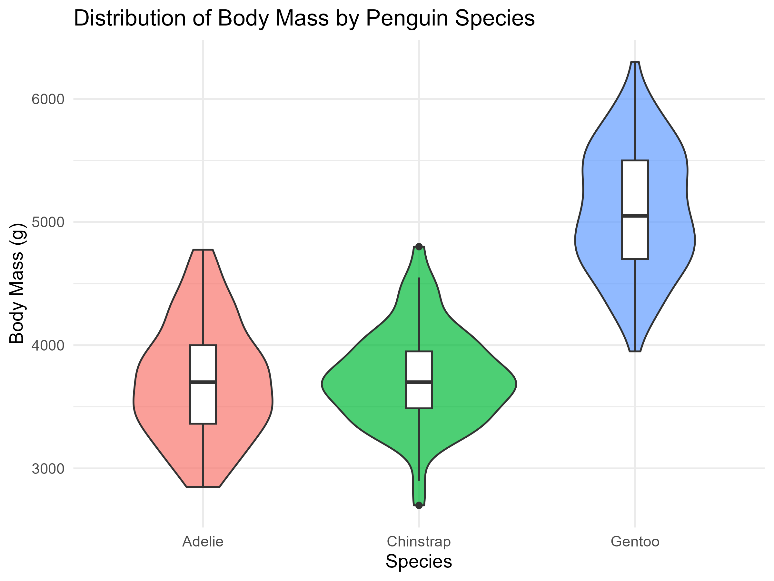 Distribution of Body Mass by Penguin Species
Body Mass (g)
6000
5000
4000
3000
Adelie Chinstrap Gentoo
Species